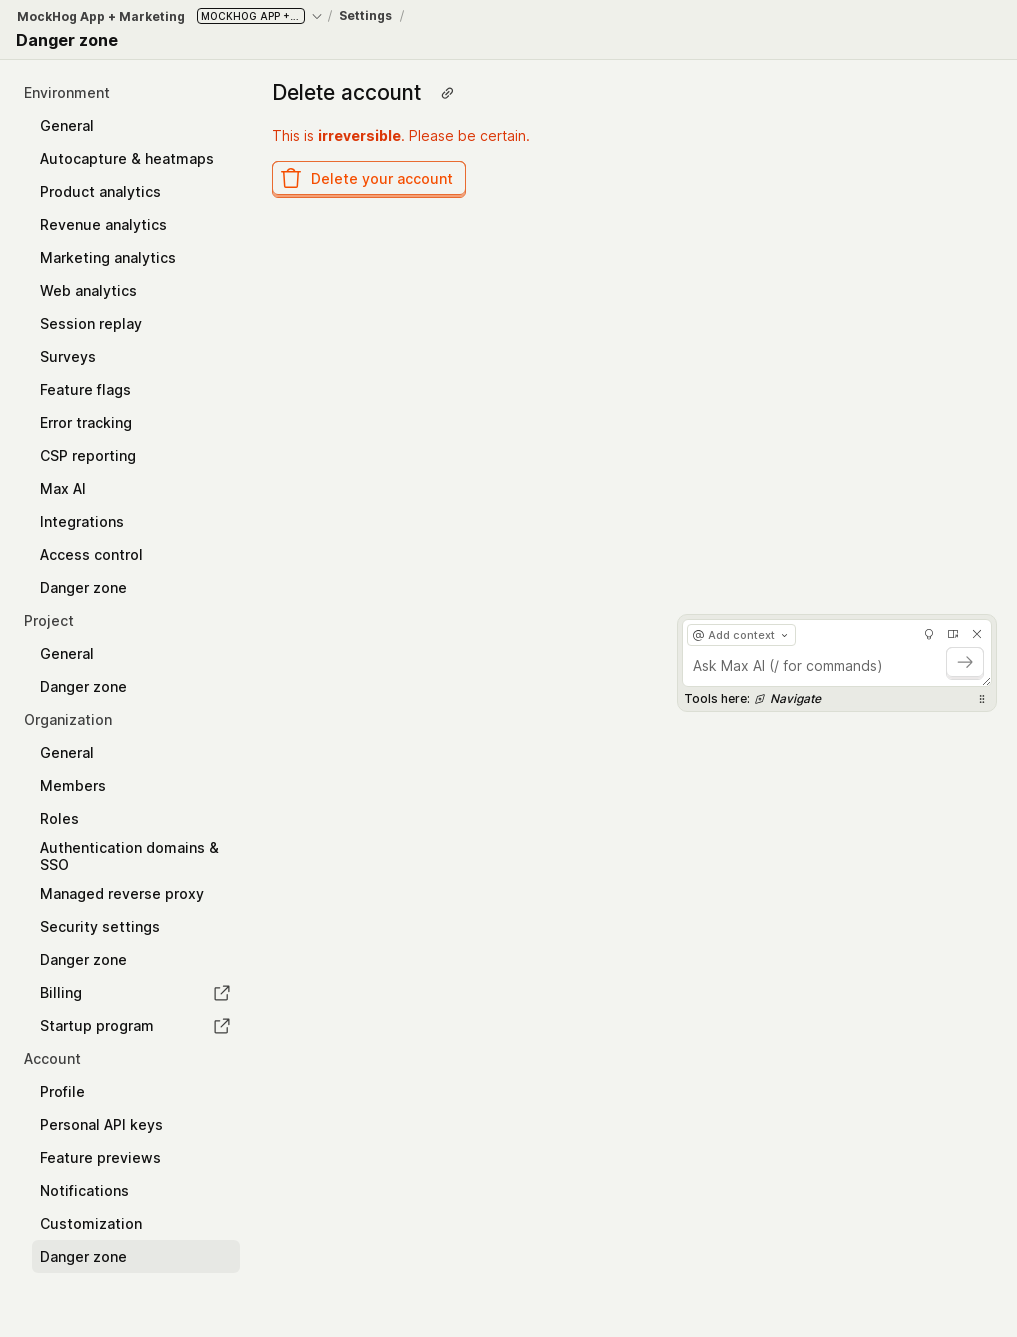 MockHog App + Marketing MOCKHOG APP +... / Settings /
Danger zone
Environment
General
Autocapture & heatmaps
Product analytics
Revenue analytics
Marketing analytics
Web analytics
Session replay
Surveys
Feature flags
Error tracking
CSP reporting
Max AI
Integrations
Access control
Danger zone
Project
General
Danger zone
Organization
General
Members
Roles
Authentication domains &
SSO
Managed reverse proxy
Security settings
Danger zone
Billing
Startup program
Account
Profile
Personal API keys
Feature previews
Notifications
Customization
Danger zone
Delete account
This is irreversible. Please be certain.
Delete your account
@ Add context
Ask Max AI (/ for commands)
Tools here: Navigate